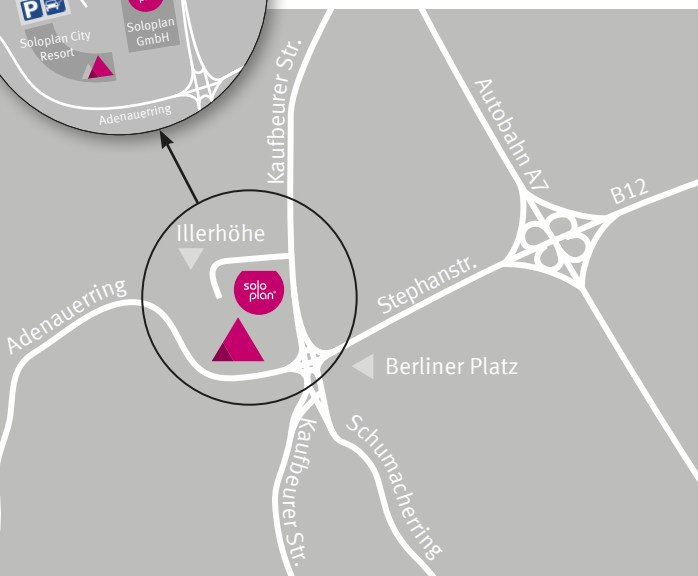 P
Soloplan City
Resort
Soloplan
GmbH
Adenauerring
Kaufbeurer Str.
Autobahn A7
B12
Illerhöhe
solo
plan
Stephanstr.
Adenauerring
Berliner Platz
Kaufbeurer Str.
Schumacherring